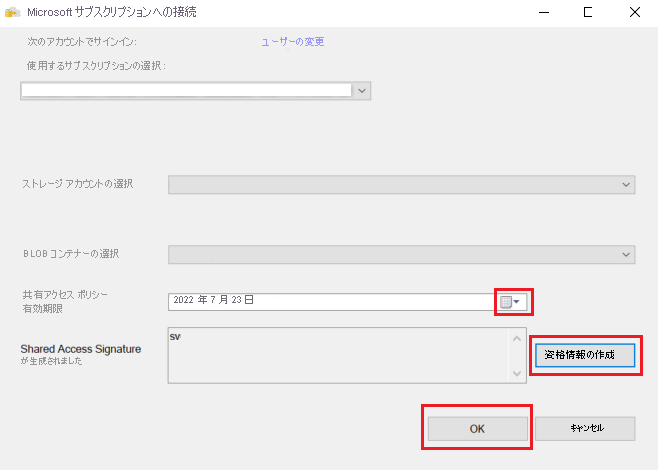 Microsoft サブスクリプションへの接続
次のアカウントでサインイン:
ユーザーの変更
使用するサブスクリプションの選択:
ストレージ アカウントの選択
BLOB コンテナーの選択
共有アクセス ポリシー
有効期限
2022 年 7 月 23 日
Shared Access Signature
が生成されました
sv
資格情報の作成
OK
キャンセル